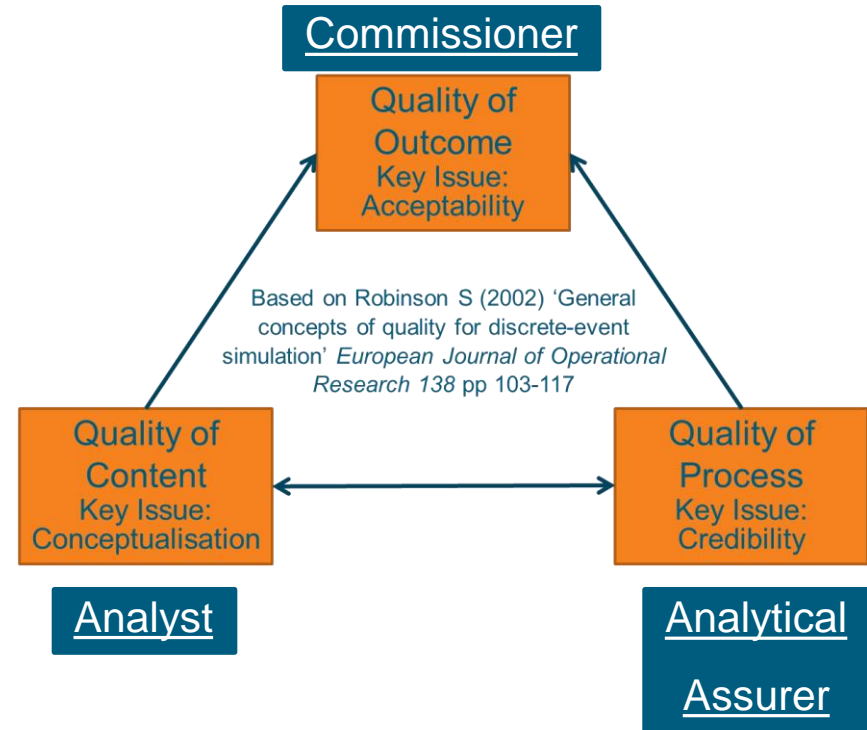 Commissioner
Quality of
Outcome
Key Issue:
Acceptability
Based on Robinson S (2002) ‘General
concepts of quality for discrete-event
simulation’ European Journal of Operational
Research 138 pp 103-117
Quality of
Content
Key Issue:
Conceptualisation
Quality of
Process
Key Issue:
Credibility
Analyst
Analytical
Assurer